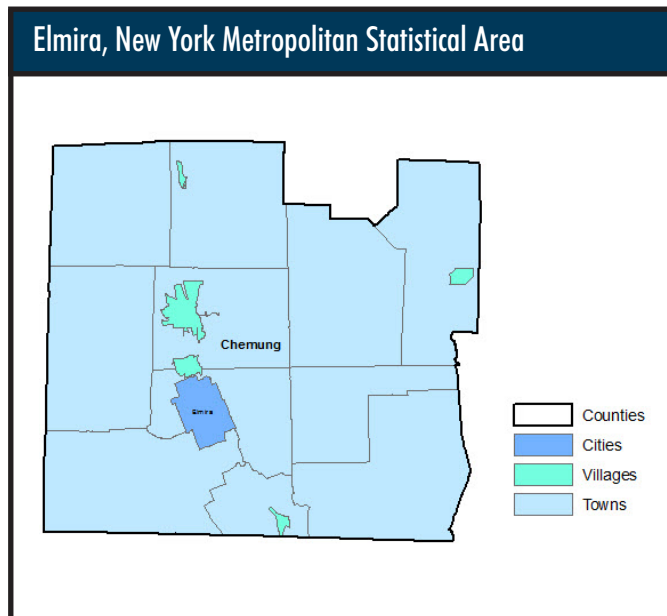 Elmira, New York Metropolitan Statistical Area
Chemung
Elmira
Counties
Cities
Villages
Towns